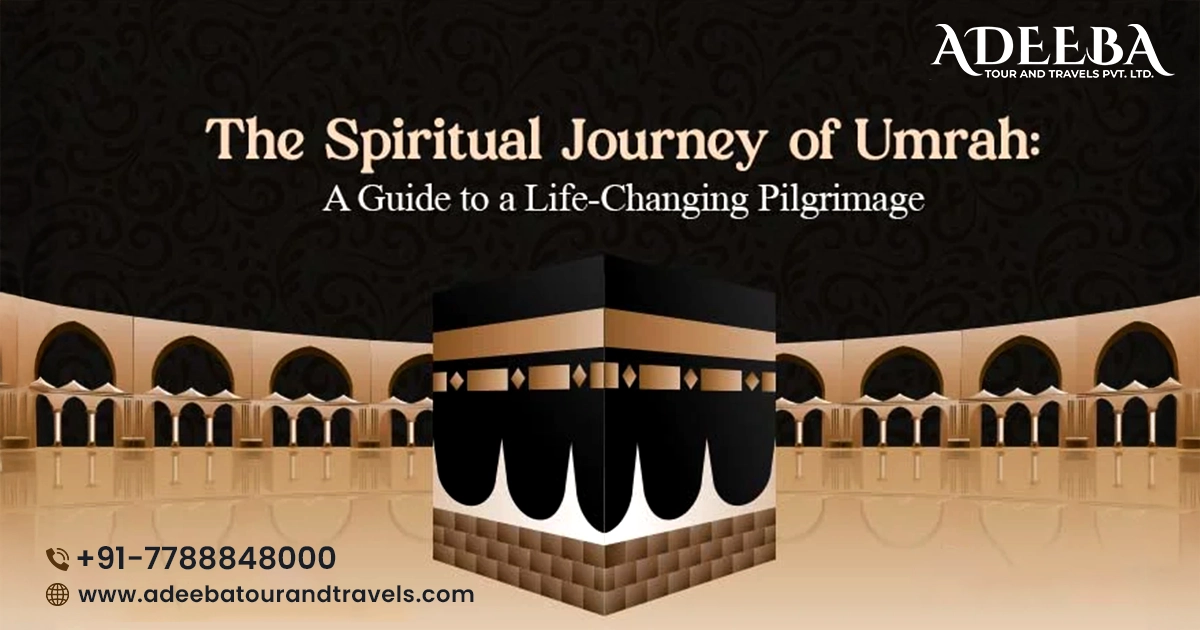 ADEEBA
TOUR AND TRAVELS PVT. LTD.
The Spiritual Journey of Umrah:
A Guide to a Life-Changing Pilgrimage
+91-7788848000
www.adeebatourandtravels.com